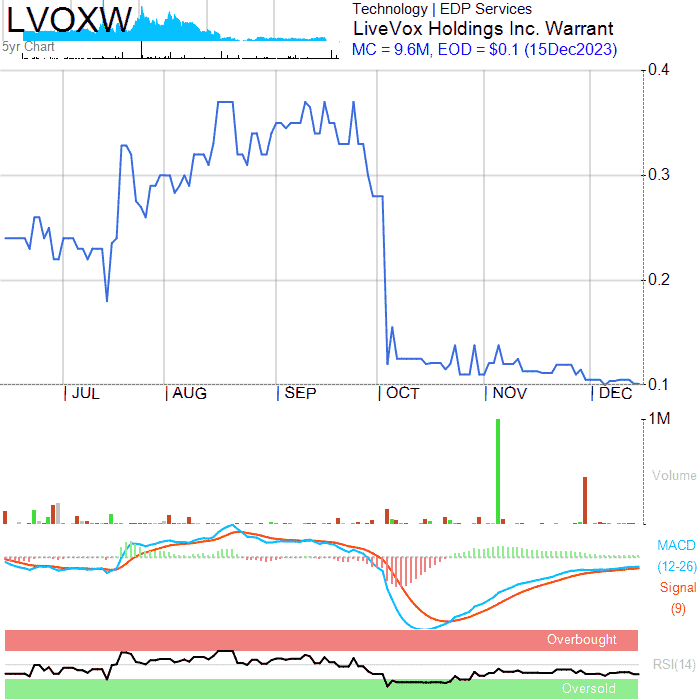 LVOXW
5yr Chart
Technology | EDP Services
LiveVox Holdings Inc. Warrant
MC = 9.6M, EOD = $0.1 (15Dec2023)
0.4
0.3
0.2
0.1
JUL AUG SEP OCT NOV DEC
1M
Volume
MACD
(12-26)
Signal
(9)
Overbought
RSI(14)
Oversold